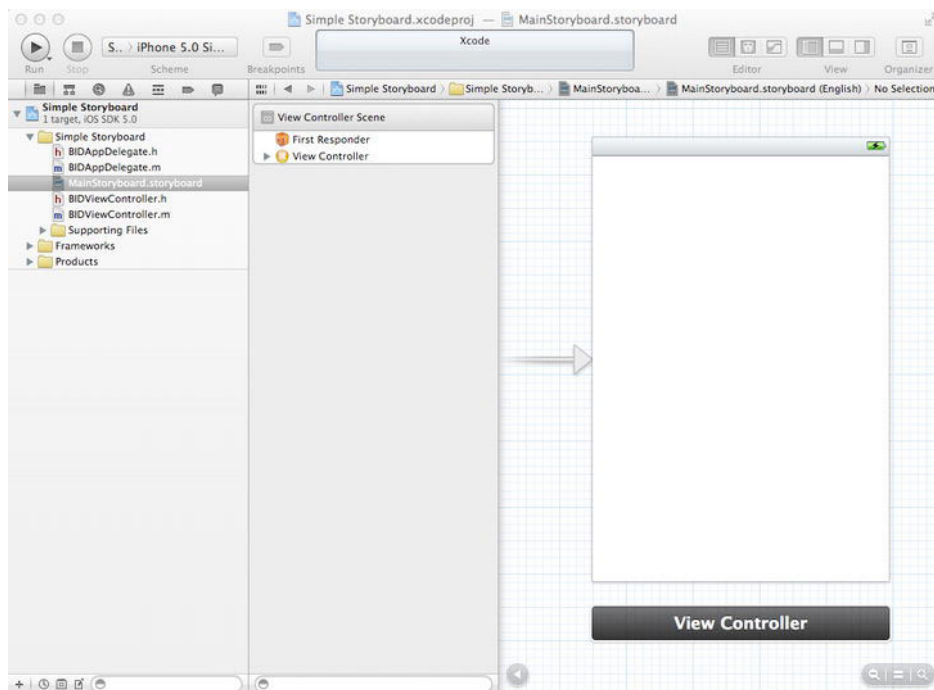 Simple Storyboard.xcodeproj — MainStoryboard.storyboard
S.. › iPhone 5.0 Si...
Xcode
Run Stop Scheme Breakpoints Editor View Organizer
Simple Storyboard Simple Storyb... MainStoryboa... MainStoryboard.storyboard (English) No Selection
Simple Storyboard
1 target, iOS SDK 5.0
Simple Storyboard
h BIDAppDelegate.h
m BIDAppDelegate.m
MainStoryboard.storyboard
h BIDViewController.h
m BIDViewController.m
Supporting Files
Frameworks
Products
View Controller Scene
First Responder
View Controller
View Controller